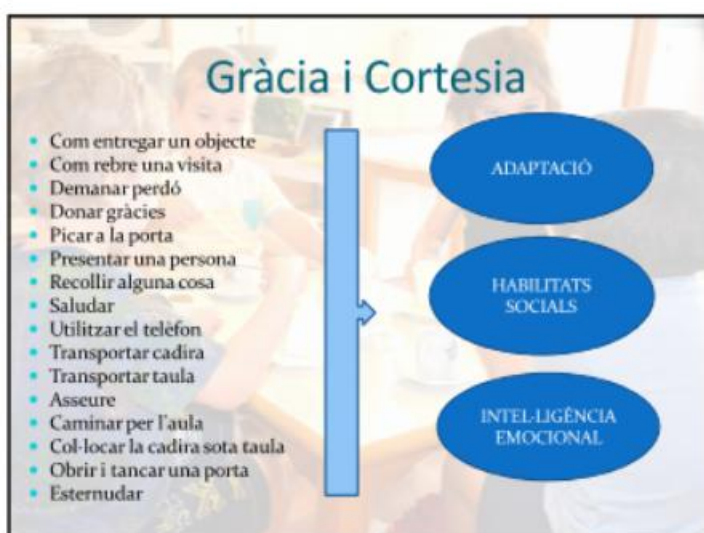 Gràcia i Cortesia
Com entregar un objecte
Com rebre una visita
Demanar perdó
Donar gràcies
Picar a la porta
Presentar una persona
Recollir alguna cosa
Saludar
Utilitzar el telèfon
Transportar cadira
Transportar taula
Asseure
Caminar per l'aula
Col·locar la cadira sota taula
Obrir i tancar una porta
Esternudar
ADAPTACIÓ
HABILITATS
SOCIALS
INTEL·LIGÈNCIA
EMOCIONAL